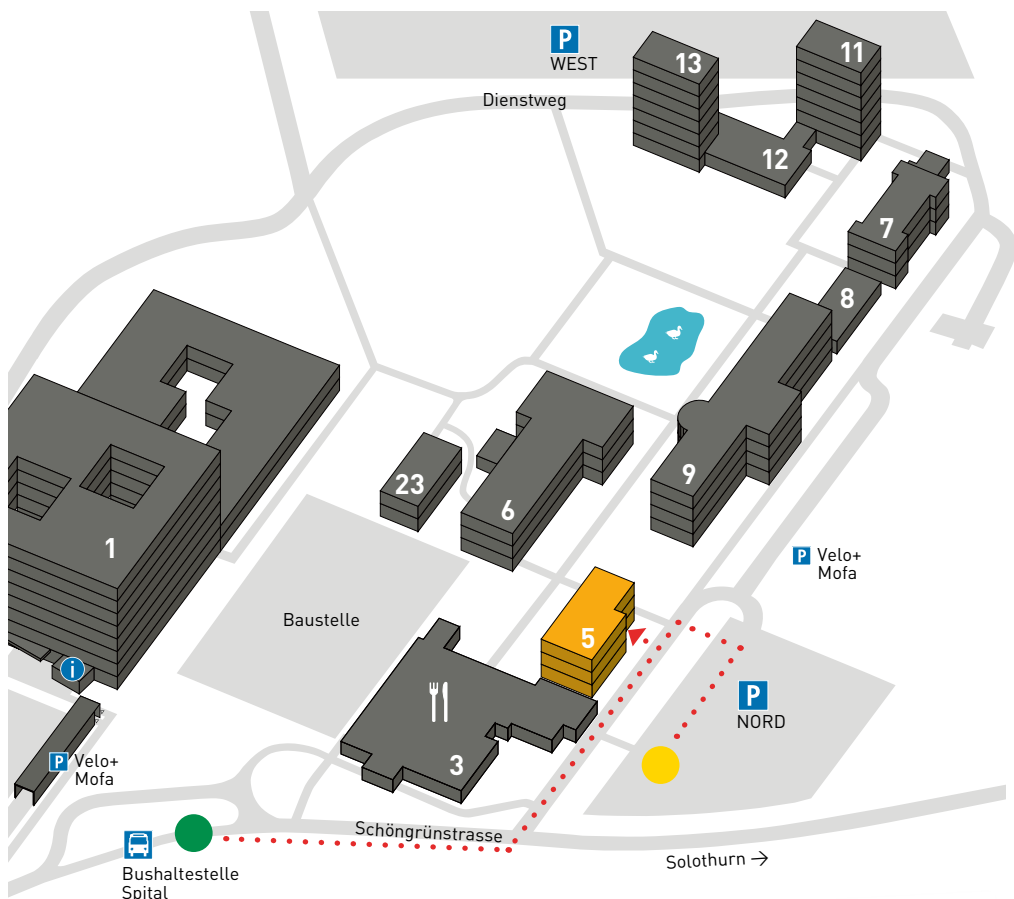 P
WEST
13
11
Dienstweg
12
7
8
9
23
6
1
P Velo+
Mofa
Baustelle
5
i
P
NORD
3
P Velo+
Mofa
Schöngrünstrasse
Solothurn →
Bushaltestelle
Spital